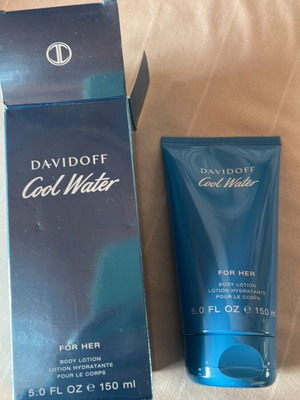 DAVIDOFF
Cool Water
FOR HER
BODY LOTION
LOTION HYDRATANTE
POUR LE CORPS
5.0 FL OZ e 150 ml
DAVIDOFF
Cool Water
FOR HER
BODY LOTION
LOTION HYDRATANTE
POUR LE CORPS
5.0 FL OZ e 150 ml